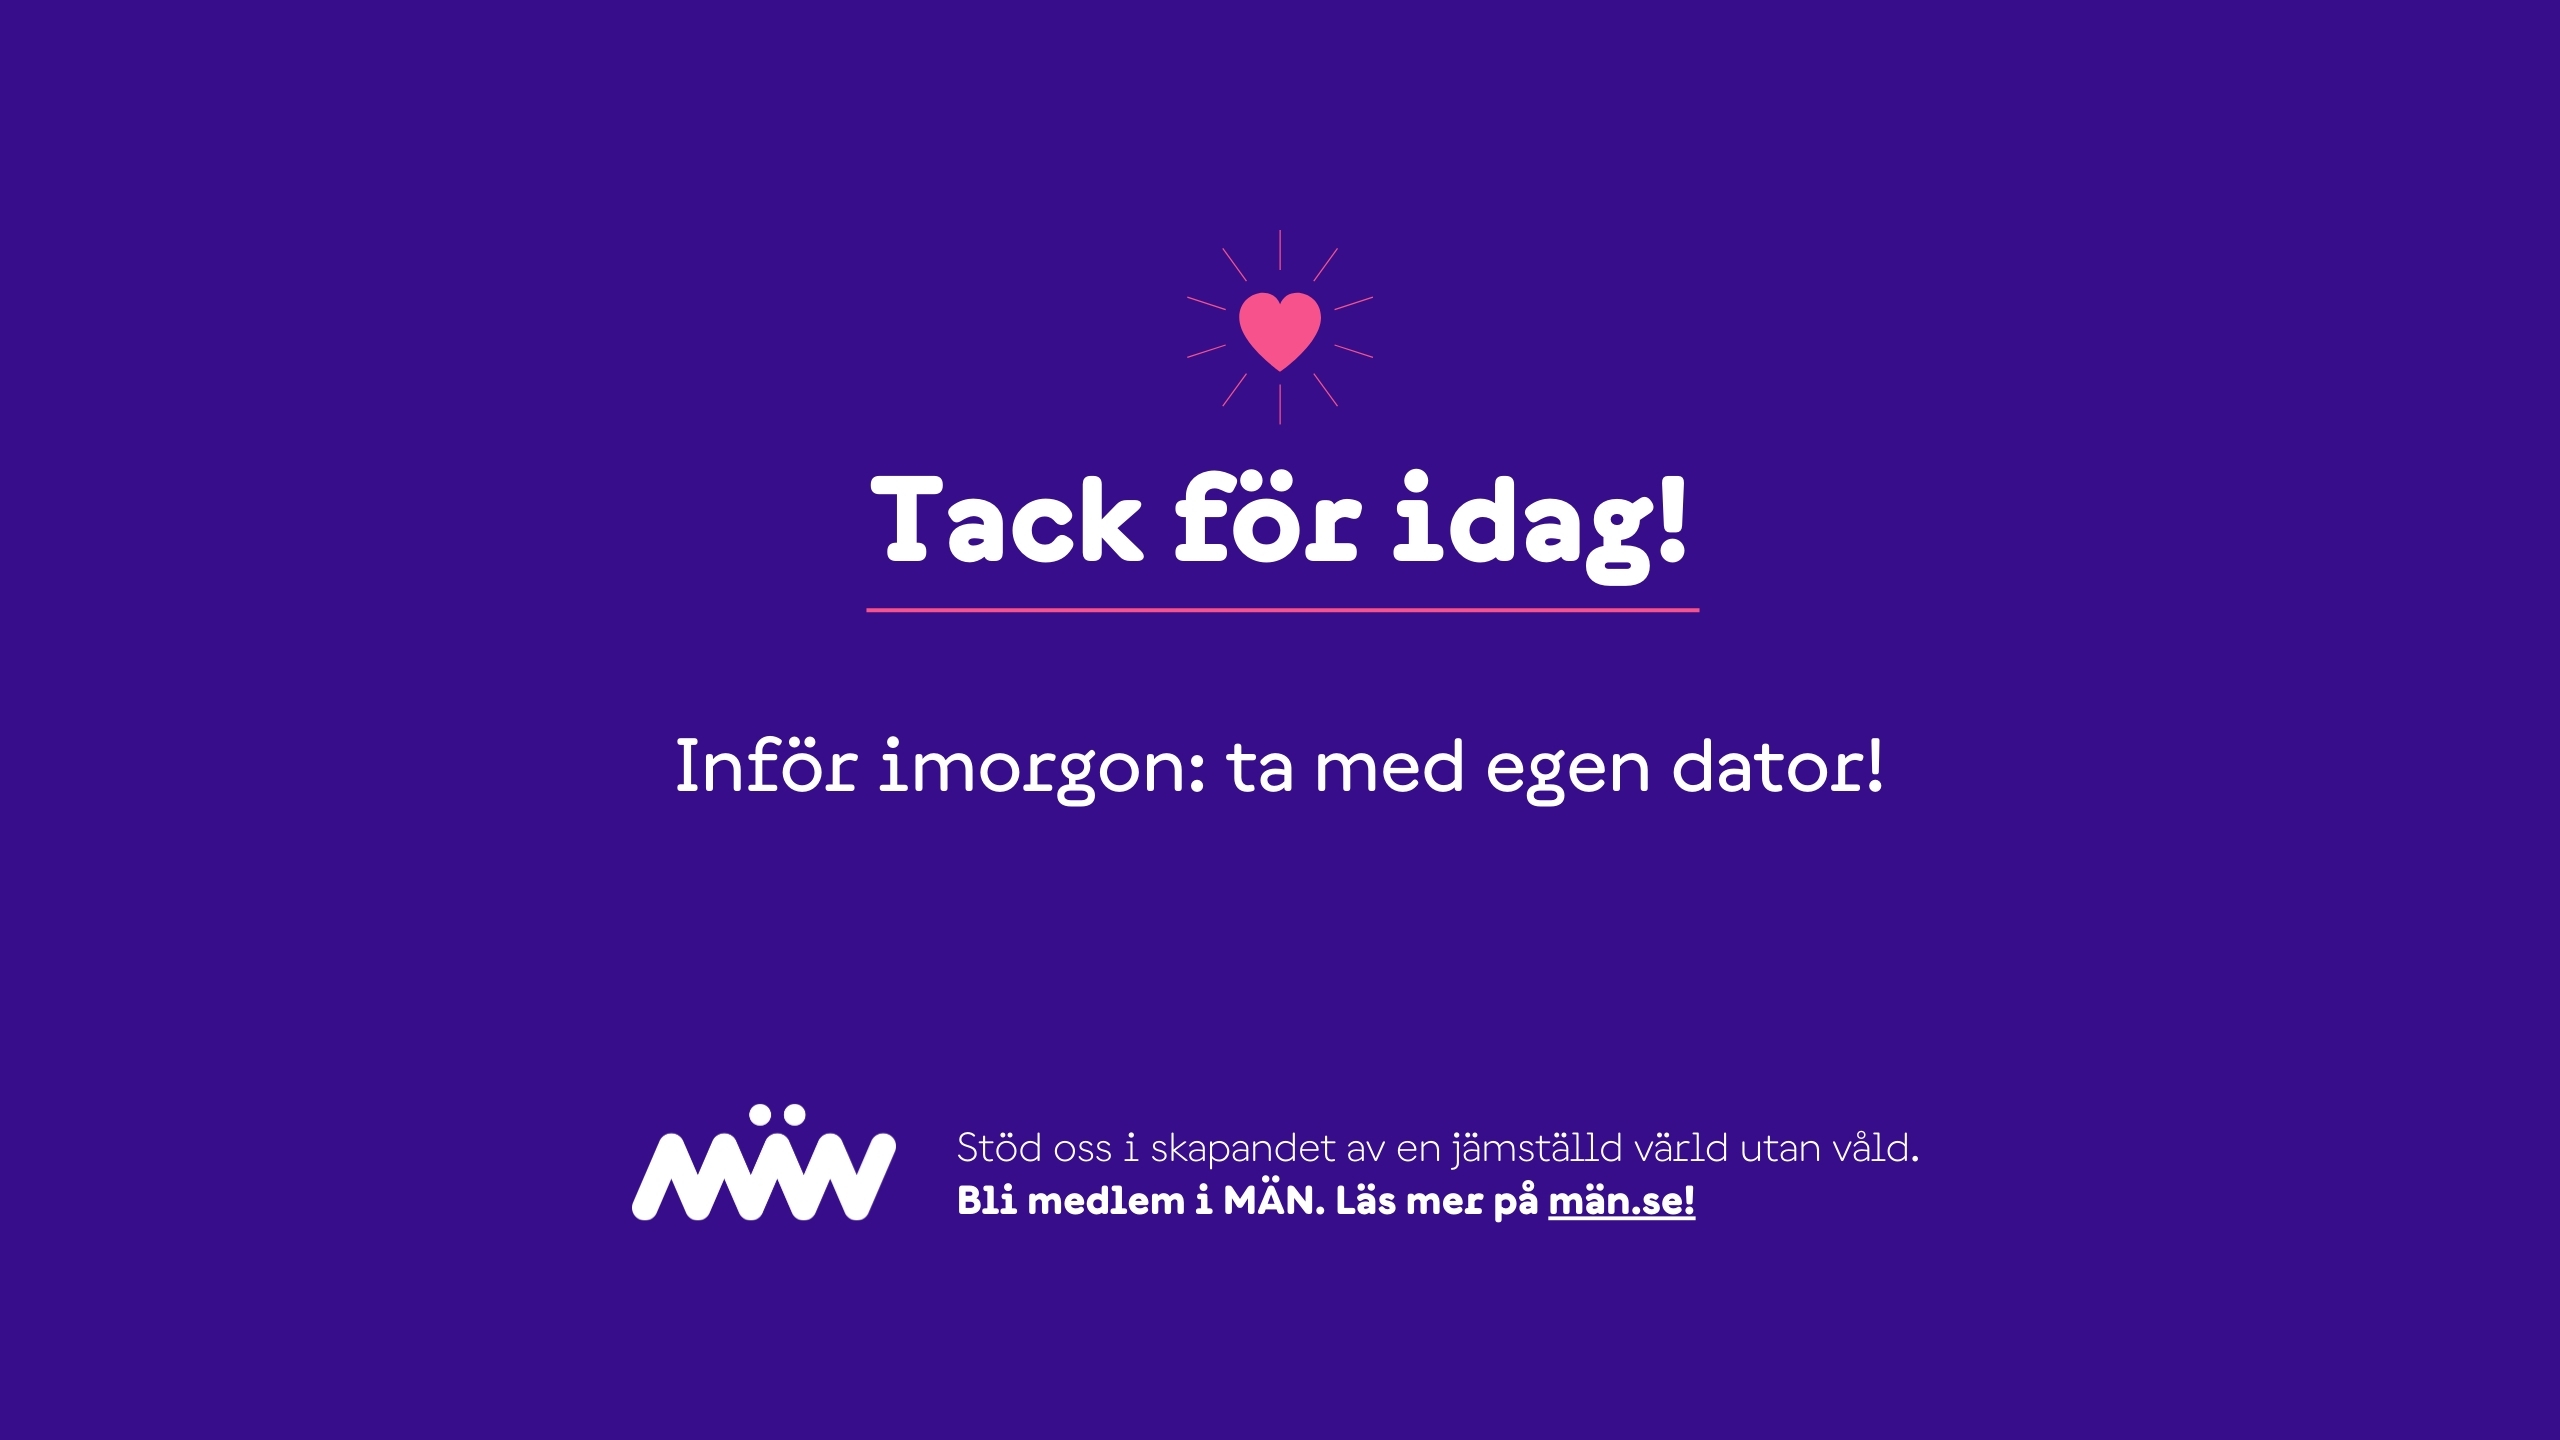 Tack för idag!
Inför imorgon: ta med egen dator!
MÄN
Stöd oss i skapandet av en jämställd värld utan våld.
Bli medlem i MÄN. Läs mer på män.se!